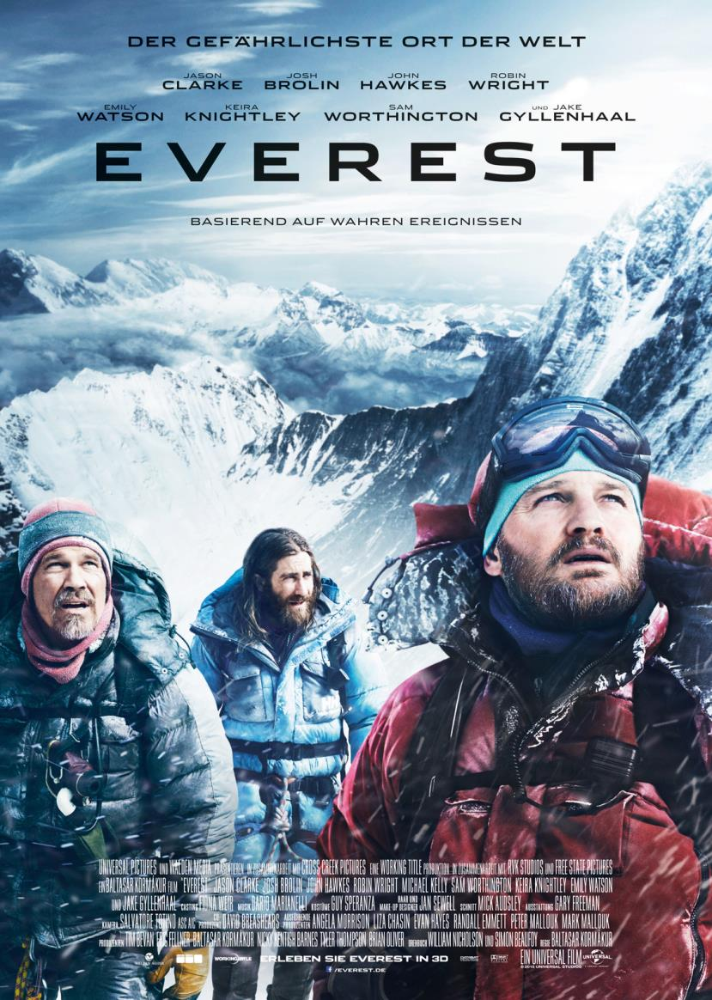 DER GEFÄHRLICHSTE ORT DER WELT
JASON CLARKE JOSH BROLIN JOHN HAWKES ROBIN WRIGHT
EMILY WATSON KEIRA KNIGHTLEY SAM WORTHINGTON UND JAKE GYLLENHAAL
EVEREST
BASIEREND AUF WAHREN EREIGNISSEN
UNIVERSAL PICTURES UND WALDEN MEDIA PRÄSENTIEREN IN ZUSAMMENARBEIT MIT CROSS CREEK PICTURES EINE WORKING TITLE PRODUKTION IN ZUSAMMENARBEIT MIT RVK STUDIOS UND FREE STATE PICTURES
EIN BALTASAR KORMÁKUR FILM "EVEREST" JASON CLARKE JOSH BROLIN JOHN HAWKES ROBIN WRIGHT MICHAEL KELLY SAM WORTHINGTON KEIRA KNIGHTLEY EMILY WATSON
UND JAKE GYLLENHAAL CASTING FIONA WEIR MUSIK DARIO MARIANELLI KOSTÜME GUY SPERANZA HAAR UND MAKE-UP DESIGNER JAN SEWELL SCHNITT MICK AUDSLEY AUSSTATTUNG GARY FREEMAN
KAMERA SALVATORE TOTINO ASC AIC CO-PRODUZENT DAVID BREASHEARS AUSFÜHRENDE PRODUZENTEN ANGELA MORRISON LIZA CHASIN EVAN HAYES RANDALL EMMETT PETER MALLOUK MARK MALLOUK
PRODUZENTEN TIM BEVAN ERIC FELLNER BALTASAR KORMÁKUR NICKY KENTISH BARNES TYLER THOMPSON BRIAN OLIVER DREHBUCH WILLIAM NICHOLSON UND SIMON BEAUFOY REGIE BALTASAR KORMÁKUR
WALDEN MEDIA WORKING TITLE ERLEBEN SIE EVEREST IN 3D EIN UNIVERSAL FILM UNIVERSAL
© 2015 UNIVERSAL STUDIOS
f /EVEREST.DE